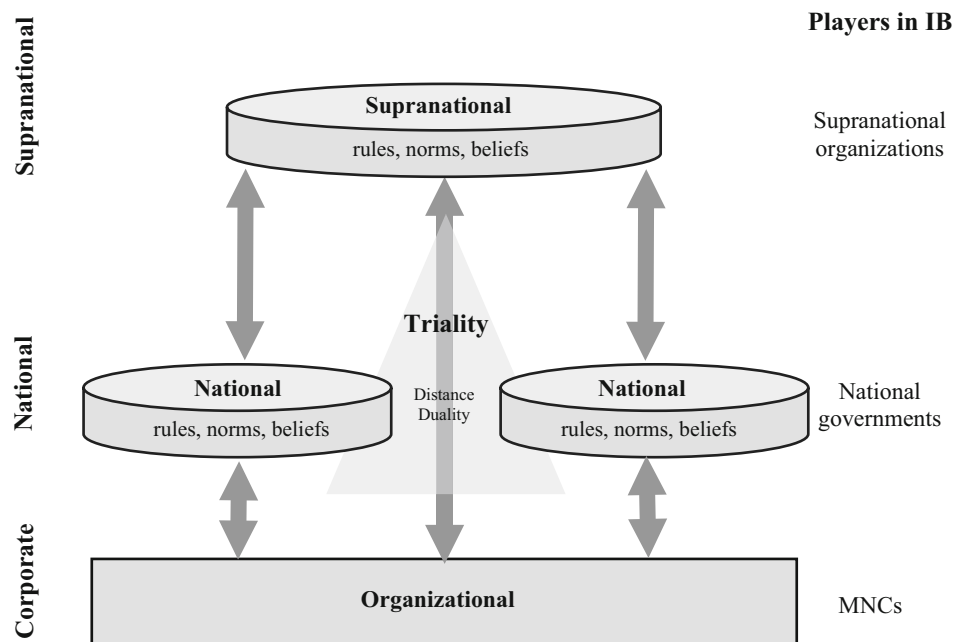 Players in IB
Supranational
Supranational
rules, norms, beliefs
Supranational
organizations
Triality
National
National
rules, norms, beliefs
Distance
Duality
National
rules, norms, beliefs
National
governments
Corporate
Organizational
MNCs